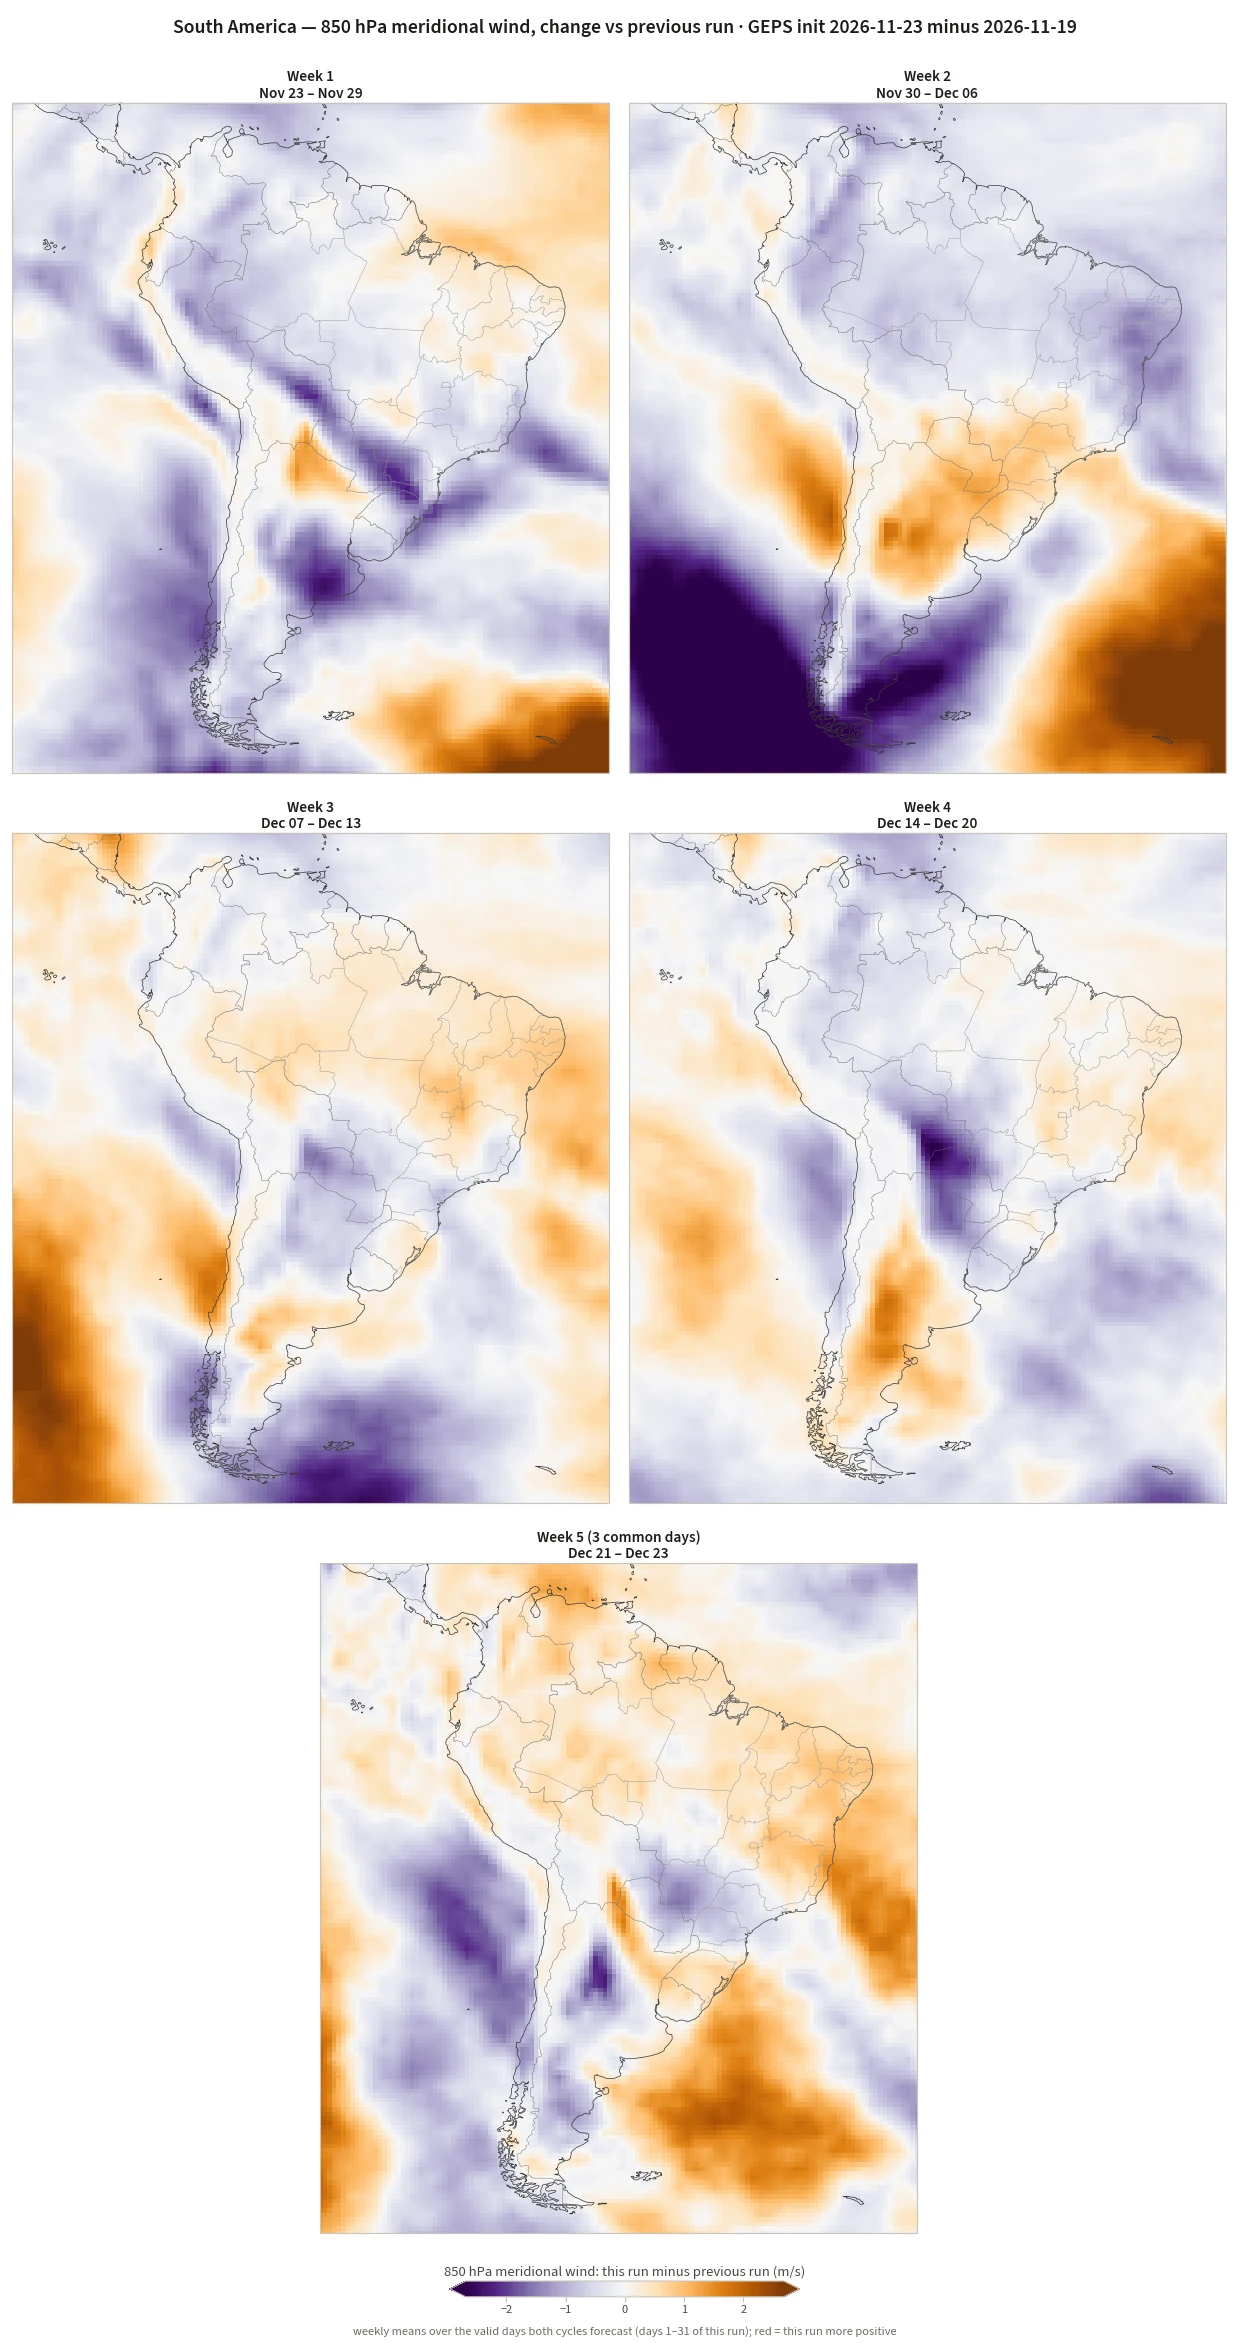 South America — 850 hPa meridional wind, change vs previous run · GEPS init 2026-11-23 minus 2026-11-19
Week 1
Nov 23 – Nov 29
Week 2
Nov 30 – Dec 06
Week 3
Dec 07 – Dec 13
Week 4
Dec 14 – Dec 20
Week 5 (3 common days)
Dec 21 – Dec 23
850 hPa meridional wind: this run minus previous run (m/s)
−2 −1 0 1 2
weekly means over the valid days both cycles forecast (days 1–31 of this run); red = this run more positive